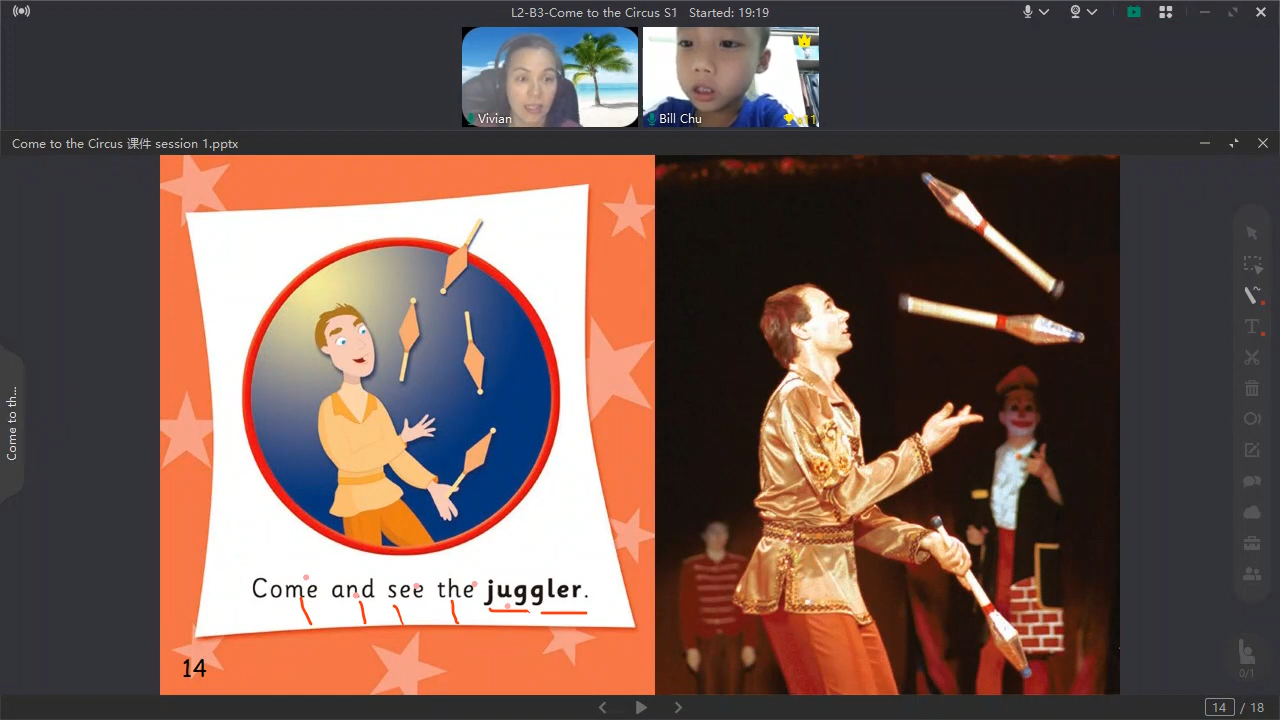 L2-B3-Come to the Circus S1 Started: 19:19
Vivian
Bill Chu
Come to the Circus 课件 session 1.pptx
Come to th...
Come and see the juggler.
14
0/1
14 / 18